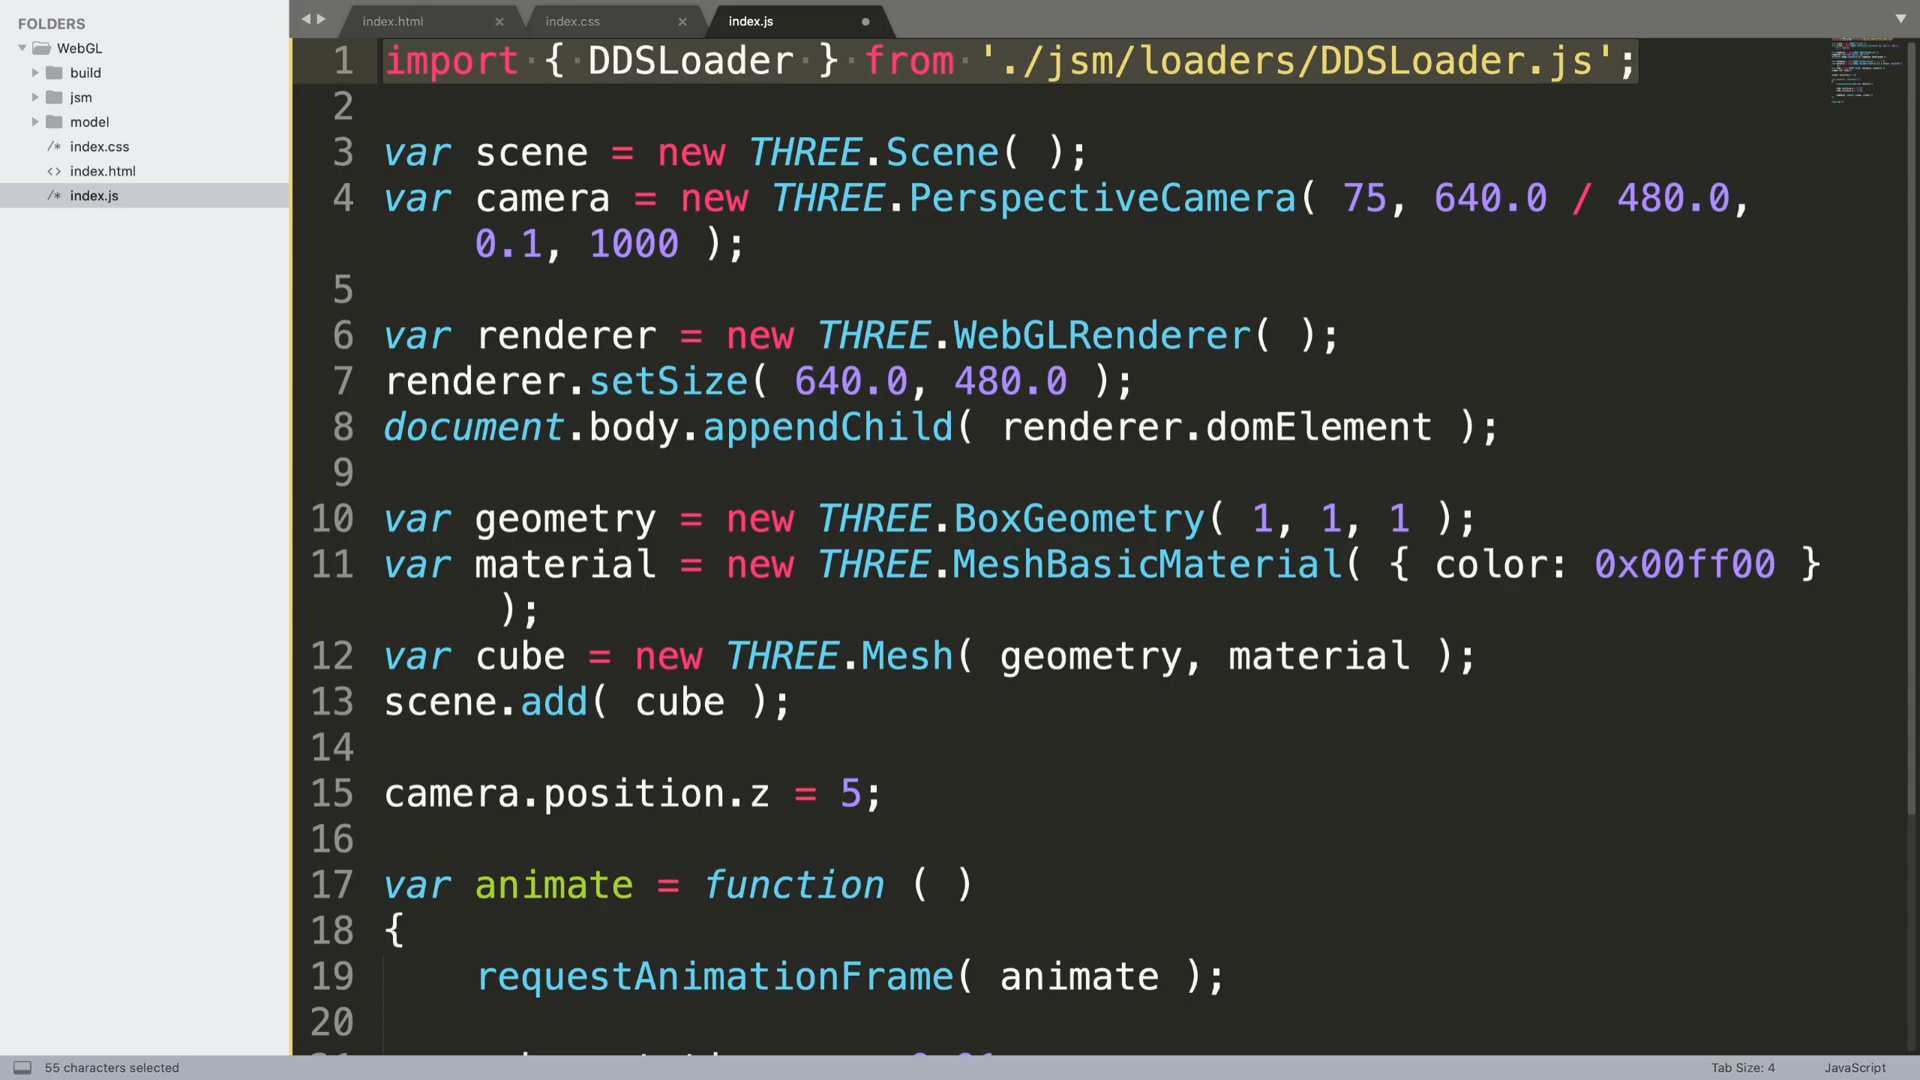 FOLDERS
WebGL
build
jsm
model
/* index.css
<> index.html
/* index.js
index.html ×
index.css ×
index.js
1 import { DDSLoader } from './jsm/loaders/DDSLoader.js';
2
3 var scene = new THREE.Scene( );
4 var camera = new THREE.PerspectiveCamera( 75, 640.0 / 480.0,
0.1, 1000 );
5
6 var renderer = new THREE.WebGLRenderer( );
7 renderer.setSize( 640.0, 480.0 );
8 document.body.appendChild( renderer.domElement );
9
10 var geometry = new THREE.BoxGeometry( 1, 1, 1 );
11 var material = new THREE.MeshBasicMaterial( { color: 0x00ff00 }
);
12 var cube = new THREE.Mesh( geometry, material );
13 scene.add( cube );
14
15 camera.position.z = 5;
16
17 var animate = function ( )
18 {
19 requestAnimationFrame( animate );
20
55 characters selected
Tab Size: 4
JavaScript